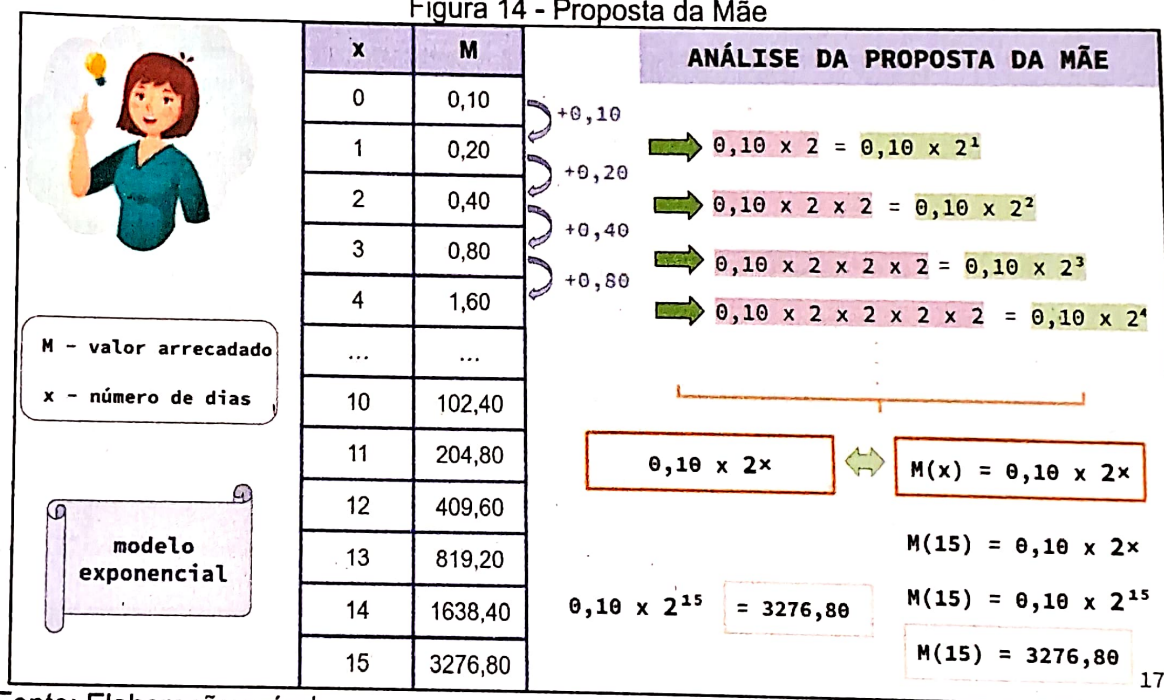 Figura 14 - Proposta da Mãe
x M
0 0,10
1 0,20
2 0,40
3 0,80
4 1,60
... ...
10 102,40
11 204,80
12 409,60
13 819,20
14 1638,40
15 3276,80
+0,10
+0,20
+0,40
+0,80
M - valor arrecadado
x - número de dias
modelo
exponencial
ANÁLISE DA PROPOSTA DA MÃE
0,10 x 2 = 0,10 x 2¹
0,10 x 2 x 2 = 0,10 x 2²
0,10 x 2 x 2 x 2 = 0,10 x 2³
0,10 x 2 x 2 x 2 x 2 = 0,10 x 2⁴
0,10 x 2ˣ
M(x) = 0,10 x 2ˣ
M(15) = 0,10 x 2ˣ
0,10 x 2¹⁵ = 3276,80
M(15) = 0,10 x 2¹⁵
M(15) = 3276,80
17